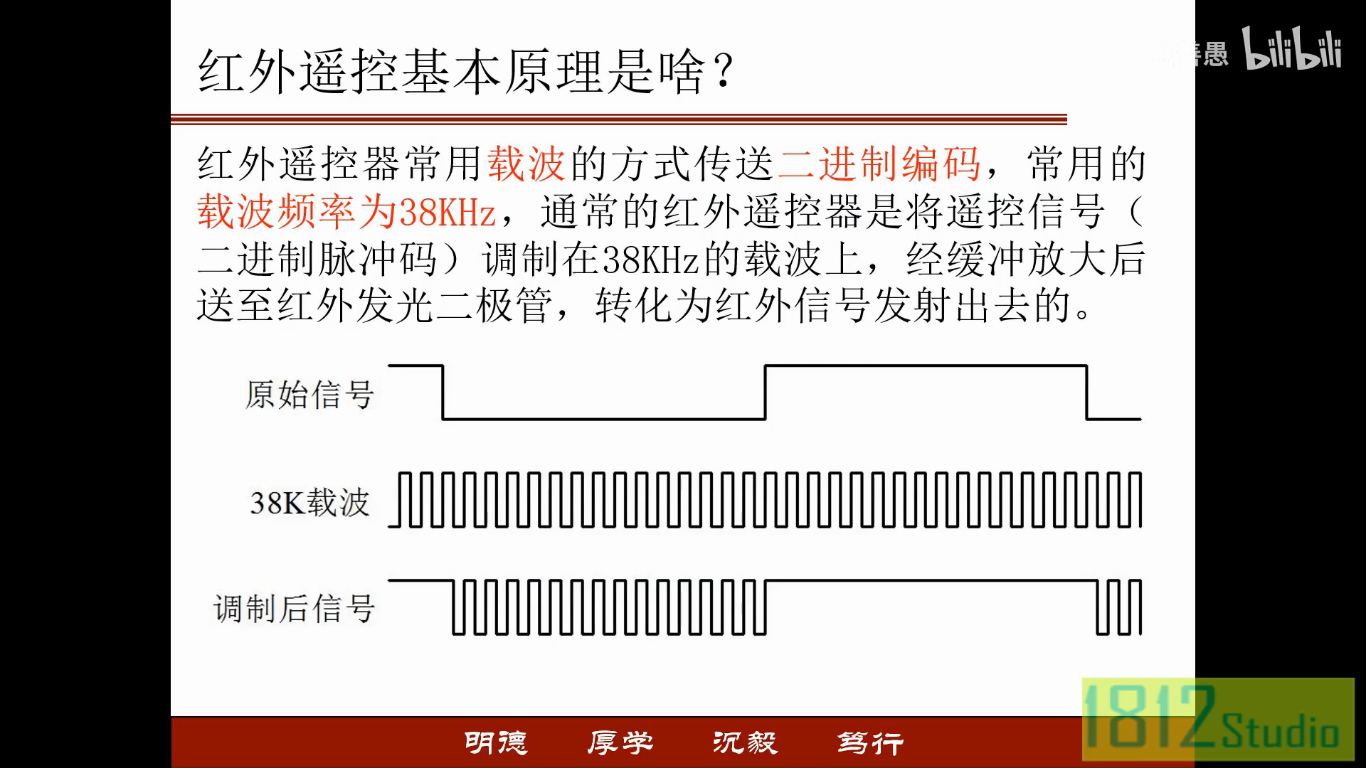 红外遥控基本原理是啥？
善愚 bilibili
红外遥控器常用载波的方式传送二进制编码，常用的
载波频率为38KHz，通常的红外遥控器是将遥控信号（
二进制脉冲码）调制在38KHz的载波上，经缓冲放大后
送至红外发光二极管，转化为红外信号发射出去的。
原始信号
38K载波
调制后信号
明德 厚学 沉毅 笃行
1812 Studio